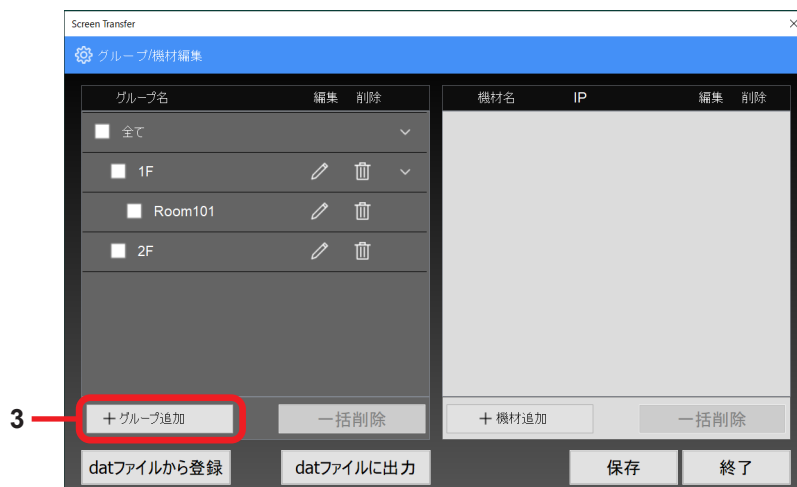 Screen Transfer
グループ/機材編集
グループ名 編集 削除
機材名 IP 編集 削除
全て
1F
Room101
2F
3
+グループ追加
一括削除
+機材追加
一括削除
datファイルから登録
datファイルに出力
保存
終了